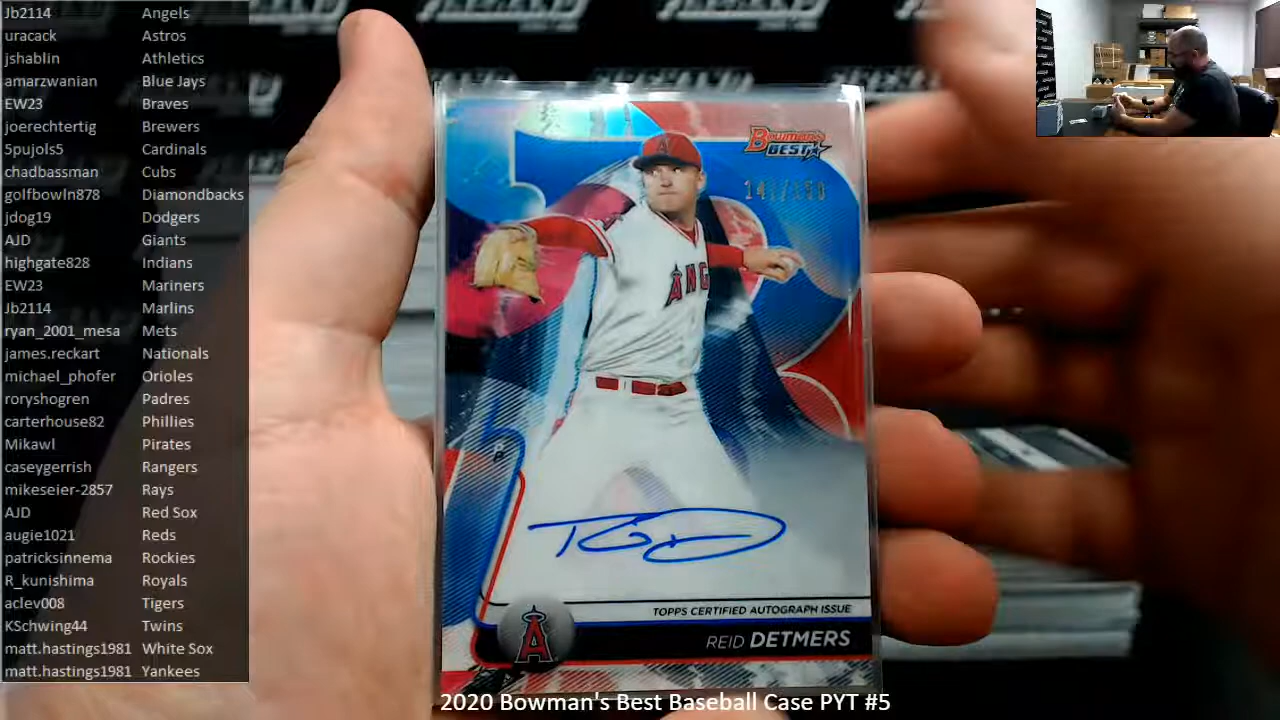 Jb2114 Angels
uracack Astros
jshablin Athletics
amarzwanian Blue Jays
EW23 Braves
joerechtertig Brewers
5pujols5 Cardinals
chadbassman Cubs
golfbowln878 Diamondbacks
jdog19 Dodgers
AJD Giants
highgate828 Indians
EW23 Mariners
Jb2114 Marlins
ryan_2001_mesa Mets
james.reckart Nationals
michael_phofer Orioles
roryshogren Padres
carterhouse82 Phillies
Mikawl Pirates
caseygerrish Rangers
mikeseier-2857 Rays
AJD Red Sox
augie1021 Reds
patricksinnema Rockies
R_kunishima Royals
aclev008 Tigers
KSchwing44 Twins
matt.hastings1981 White Sox
matt.hastings1981 Yankees
Bowman's
BEST
ANG
TOPPS CERTIFIED AUTOGRAPH ISSUE
REID DETMERS
2020 Bowman's Best Baseball Case PYT #5